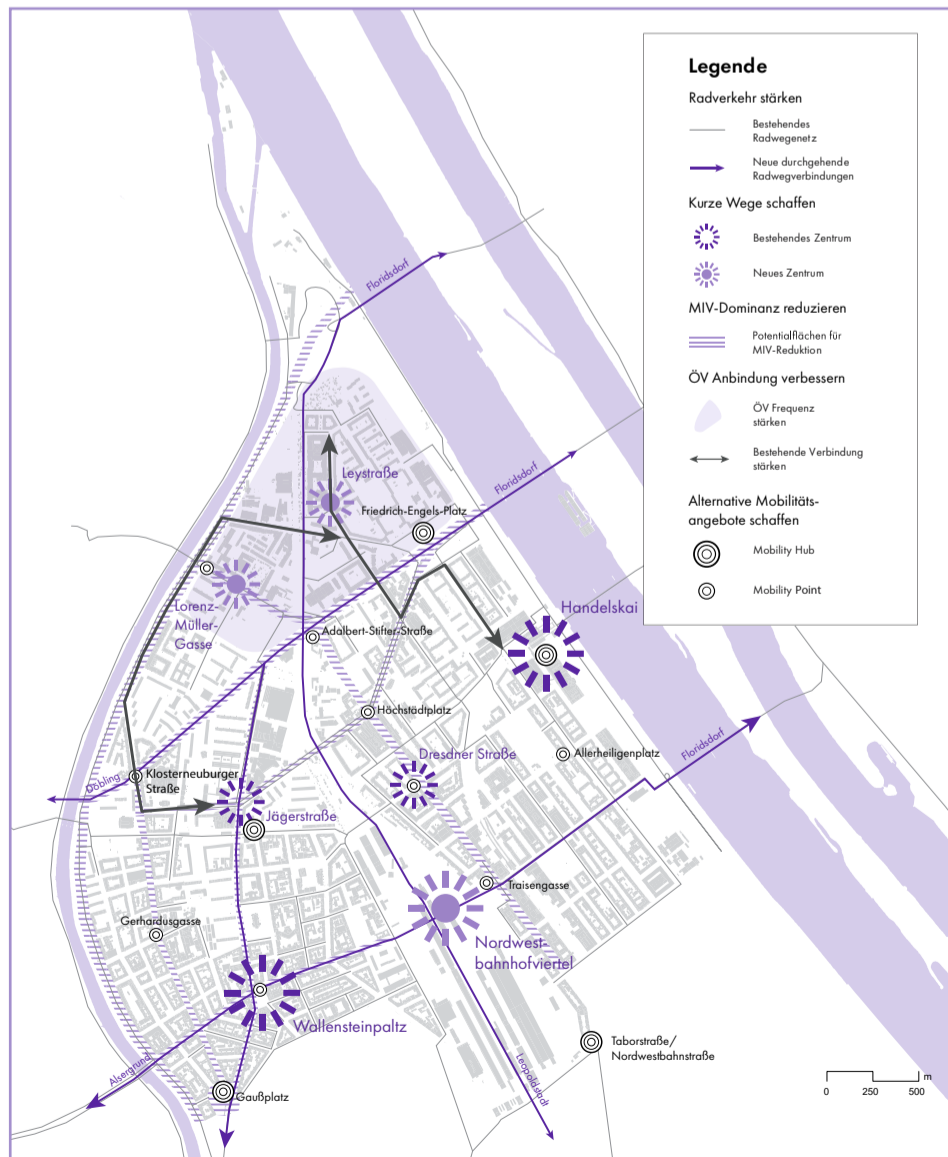 Legende
Radverkehr stärken
Bestehendes
Radwegenetz
Neue durchgehende
Radwegverbindungen
Kurze Wege schaffen
Bestehendes Zentrum
Neues Zentrum
MIV-Dominanz reduzieren
Potentialflächen für
MIV-Reduktion
ÖV Anbindung verbessern
ÖV Frequenz
stärken
Bestehende Verbindung
stärken
Alternative Mobilitäts-
angebote schaffen
Mobility Hub
Mobility Point
Floridsdorf
Leystraße
Floridsdorf
Friedrich-Engels-Platz
Lorenz-
Müller-
Gasse
Handelskai
Adalbert-Stifter-Straße
Höchstädtplatz
Dresdner Straße
Allerheiligenplatz
Floridsdorf
Klosterneuburger
Straße
Döbling
Jägerstraße
Traisengasse
Gerhardusgasse
Nordwest-
bahnhofviertel
Wallensteinpaltz
Taborstraße/
Nordwestbahnstraße
Alsergrund
Leopoldstadt
Gaußplatz
m
0 250 500